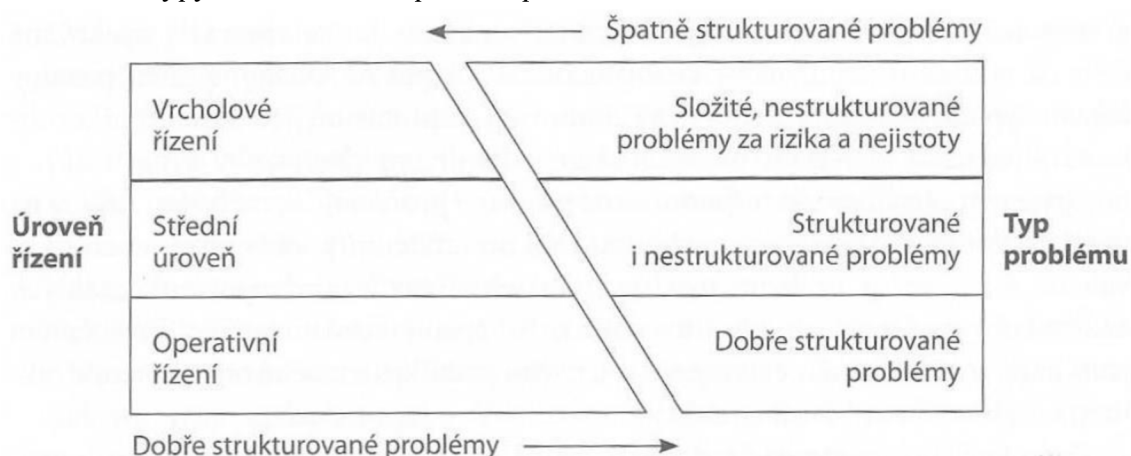 Špatně strukturované problémy
Vrcholové
řízení
Složité, nestrukturované
problémy za rizika a nejistoty
Úroveň
řízení
Střední
úroveň
Strukturované
i nestrukturované problémy
Typ
problému
Operativní
řízení
Dobře strukturované
problémy
Dobře strukturované problémy